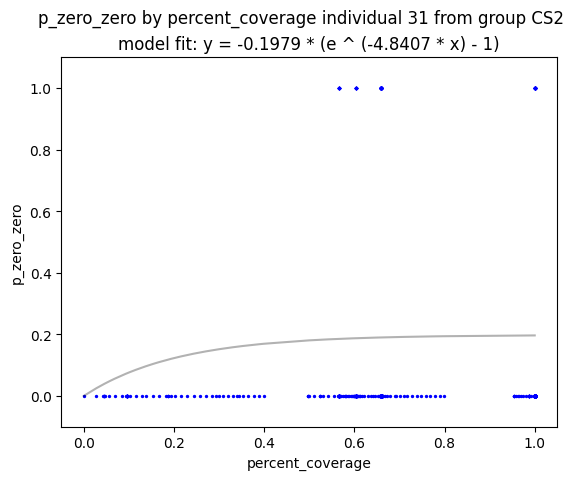 p_zero_zero by percent_coverage individual 31 from group CS2
model fit: y = -0.1979 * (e ^ (-4.8407 * x) - 1)
1.0
0.8
0.6
0.4
0.2
0.0
p_zero_zero
0.0 0.2 0.4 0.6 0.8 1.0
percent_coverage